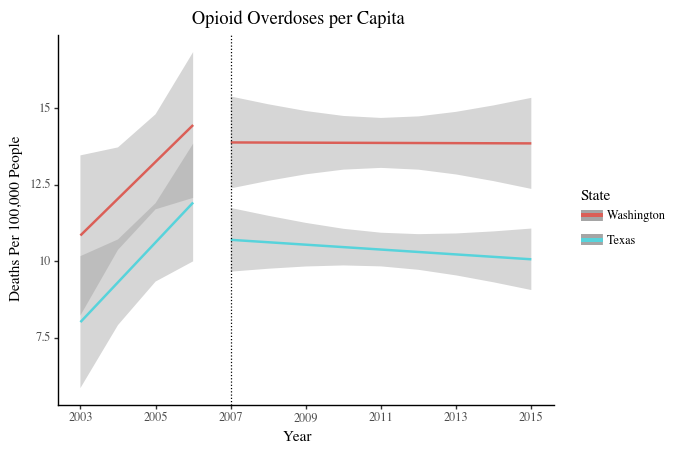 Opioid Overdoses per Capita
Deaths Per 100,000 People
15
12.5
10
7.5
State
Washington
Texas
2003 2005 2007 2009 2011 2013 2015
Year